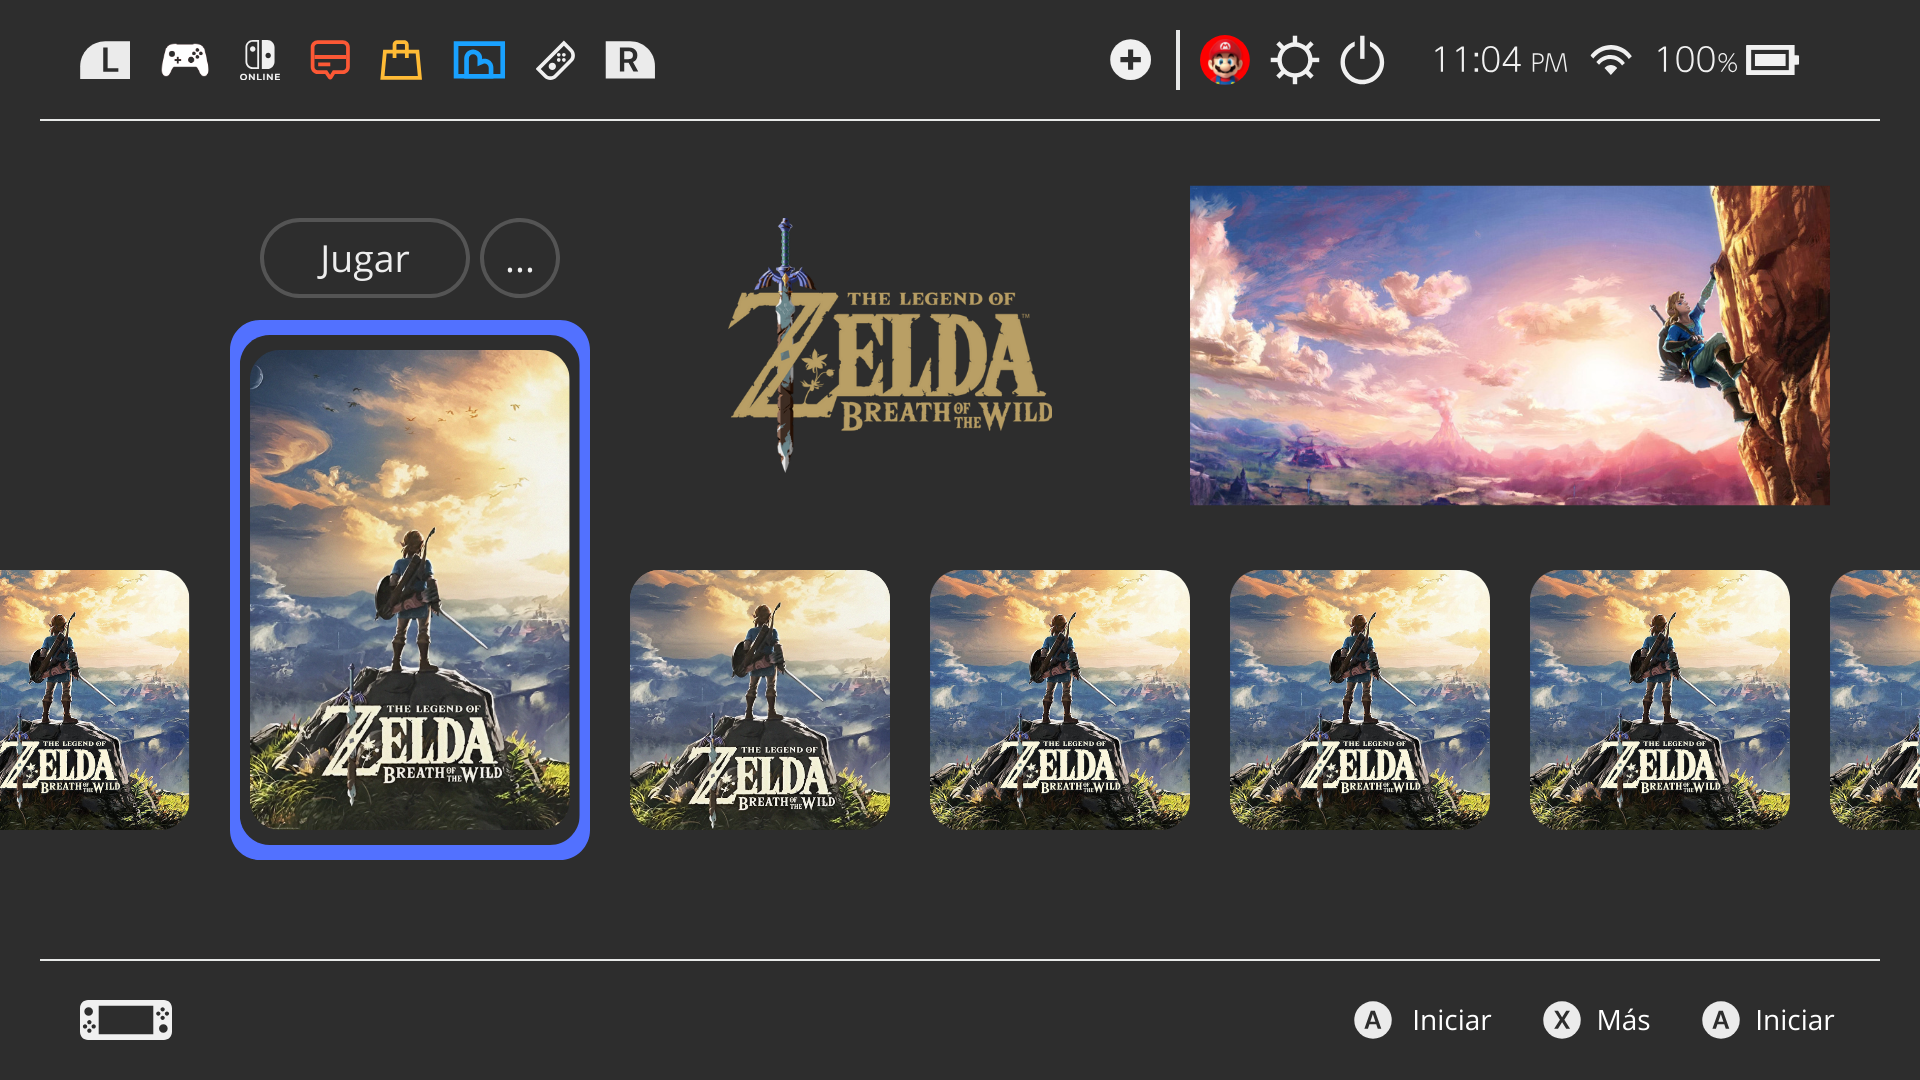 L
ONLINE
R
11:04 PM
100%
Jugar
...
THE LEGEND OF
ZELDA™
BREATH OF THE WILD
THE LEGEND OF
ZELDA
BREATH OF THE WILD
THE LEGEND OF
ZELDA
BREATH OF THE WILD
THE LEGEND OF
ZELDA
BREATH OF THE WILD
THE LEGEND OF
ZELDA
BREATH OF THE WILD
THE LEGEND OF
ZELDA
BREATH OF THE WILD
THE LEGEND OF
ZELDA
BREATH OF THE WILD
A Iniciar
X Más
A Iniciar